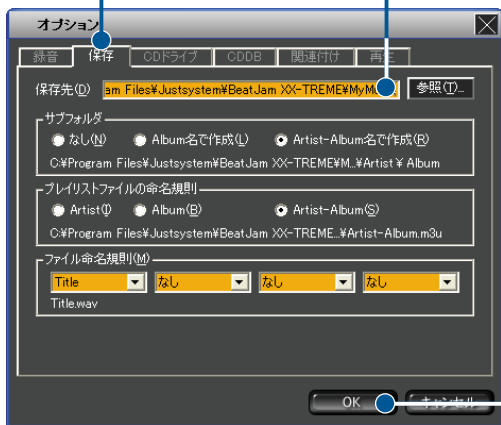 オプション
録音 保存 CDドライブ CDDB 関連付け 再生
保存先(D) am Files¥Justsystem¥BeatJam XX-TREME¥MyM 参照(T)...
サブフォルダ
なし(N) Album名で作成(L) Artist-Album名で作成(R)
C:¥Program Files¥Justsystem¥BeatJam XX-TREME¥M...¥Artist¥ Album
プレイリストファイルの命名規則
Artist(I) Album(B) Artist-Album(S)
C:¥Program Files¥Justsystem¥BeatJam XX-TREME...¥Artist-Album.m3u
ファイル命名規則(M)
Title なし なし なし
Title.wav
OK キャンセル